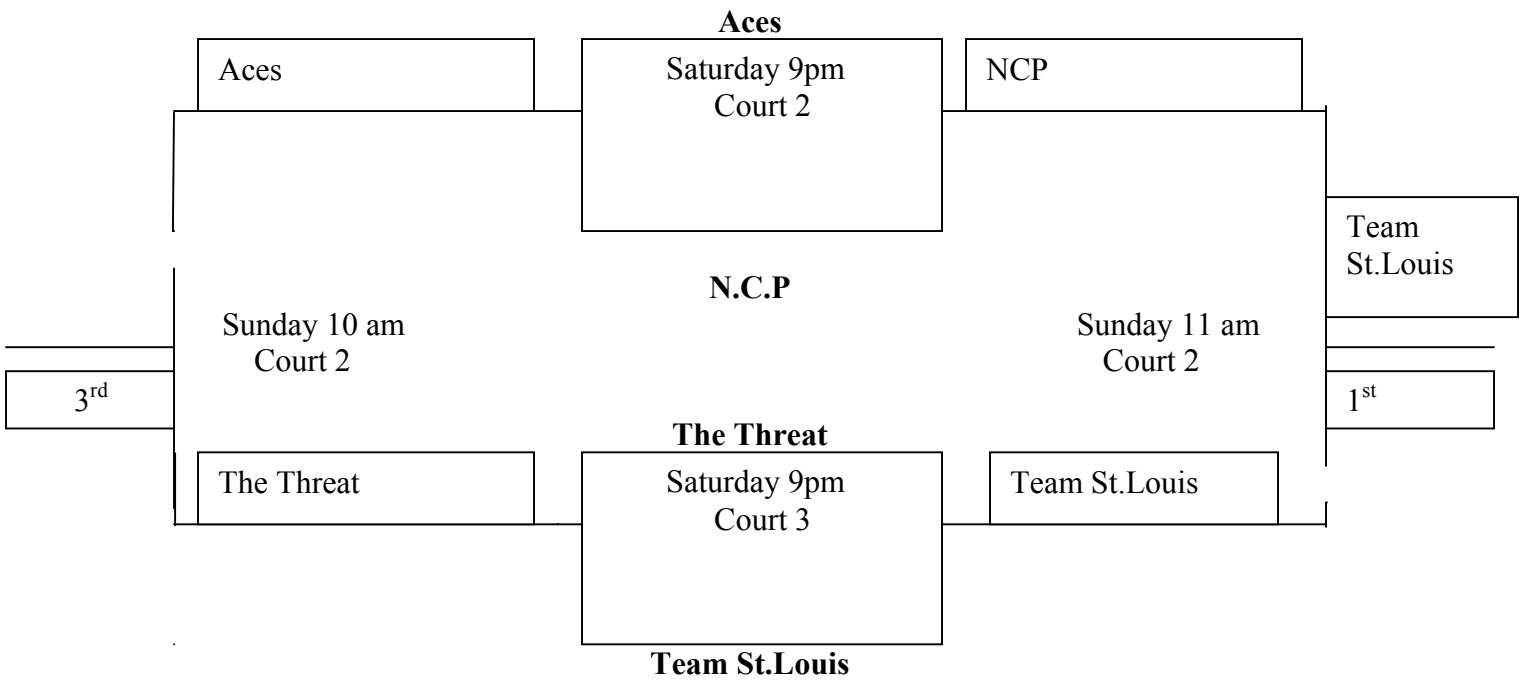 Aces
Aces
Saturday 9pm
Court 2
NCP
Team
St.Louis
N.C.P
Sunday 10 am
Court 2
Sunday 11 am
Court 2
3rd
1st
The Threat
The Threat
Saturday 9pm
Court 3
Team St.Louis
Team St.Louis